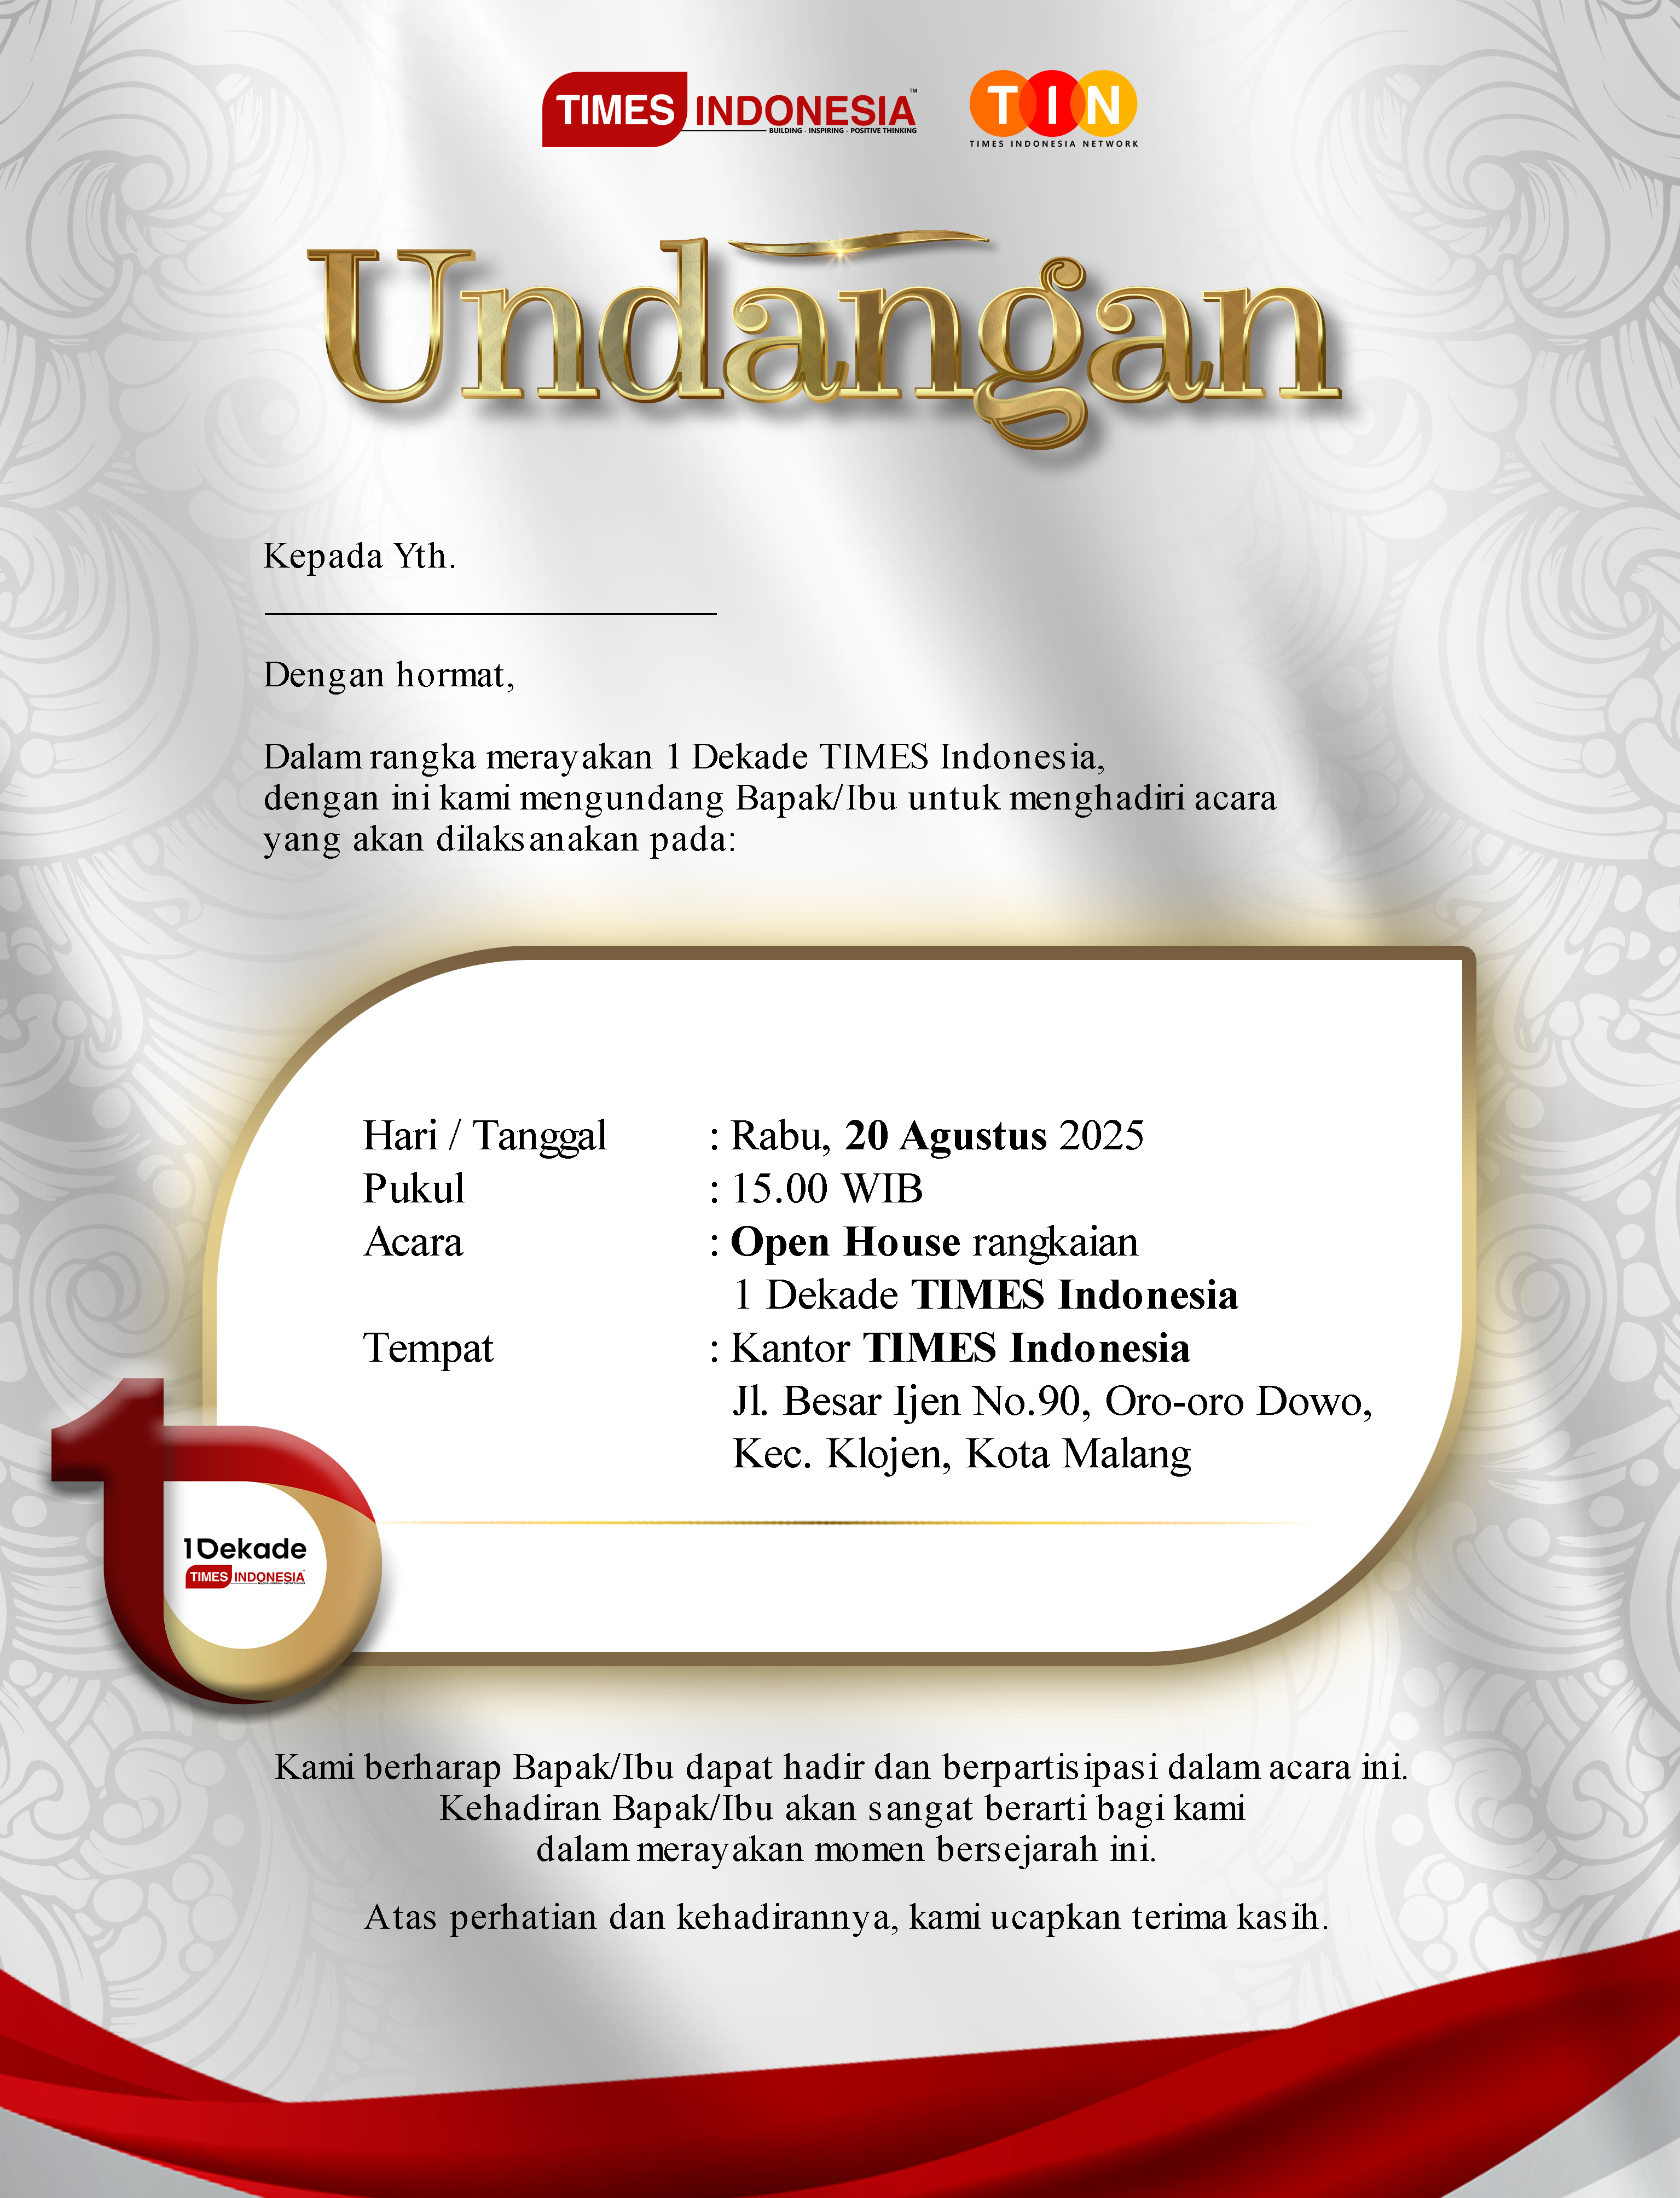 TIMES INDONESIA™
BUILDING - INSPIRING - POSITIVE THINKING
TIN
TIMES INDONESIA NETWORK
Undangan
Kepada Yth.
Dengan hormat,
Dalam rangka merayakan 1 Dekade TIMES Indonesia,
dengan ini kami mengundang Bapak/Ibu untuk menghadiri acara
yang akan dilaksanakan pada:
Hari / Tanggal : Rabu, 20 Agustus 2025
Pukul : 15.00 WIB
Acara : Open House rangkaian
1 Dekade TIMES Indonesia
Tempat : Kantor TIMES Indonesia
Jl. Besar Ijen No.90, Oro-oro Dowo,
Kec. Klojen, Kota Malang
1Dekade
TIMES INDONESIA
Kami berharap Bapak/Ibu dapat hadir dan berpartisipasi dalam acara ini.
Kehadiran Bapak/Ibu akan sangat berarti bagi kami
dalam merayakan momen bersejarah ini.
Atas perhatian dan kehadirannya, kami ucapkan terima kasih.